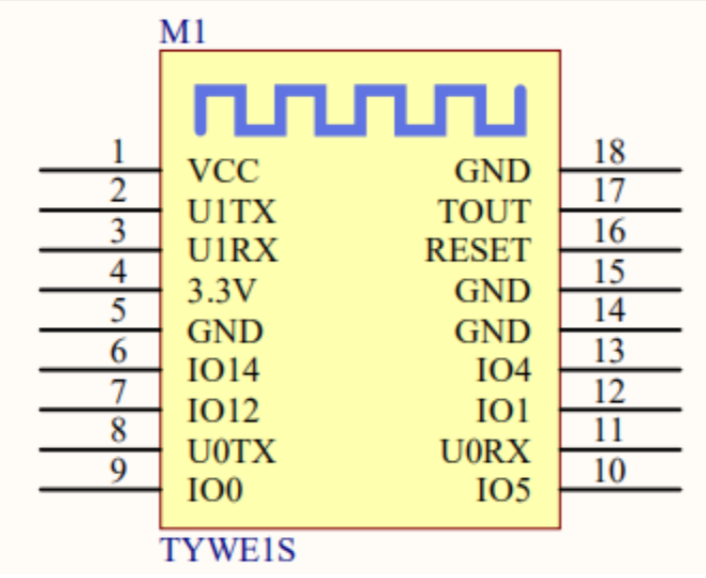 M1
1 VCC GND 18
2 U1TX TOUT 17
3 U1RX RESET 16
4 3.3V GND 15
5 GND GND 14
6 IO14 IO4 13
7 IO12 IO1 12
8 U0TX U0RX 11
9 IO0 IO5 10
TYWE1S